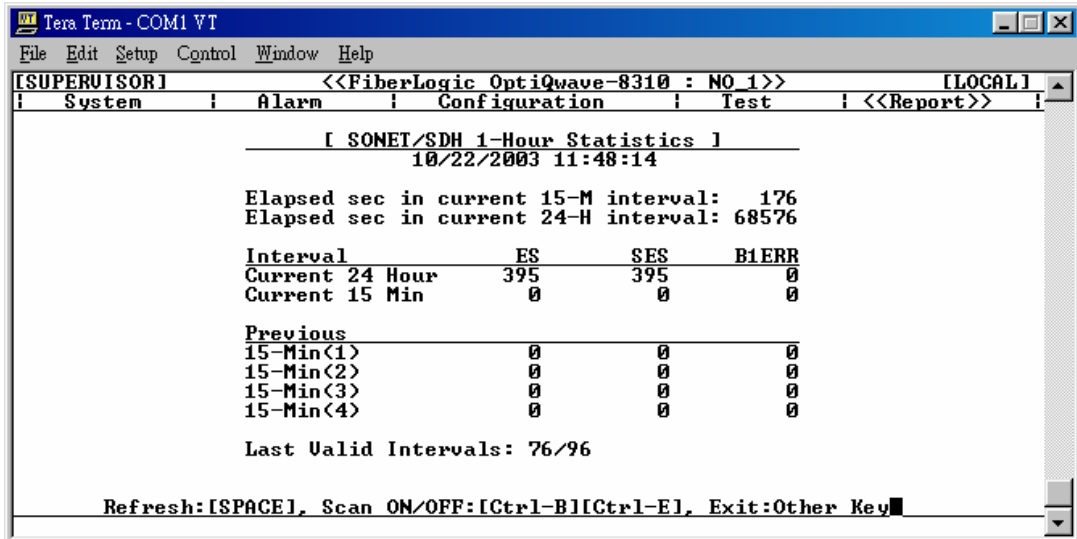 Tera Term - COM1 VT
File Edit Setup Control Window Help
[SUPERVISOR] <<FiberLogic OptiQwave-8310 : NO_1>> [LOCAL]
¦ System ¦ Alarm ¦ Configuration ¦ Test ¦ <<Report>> ¦
[ SONET/SDH 1-Hour Statistics ]
10/22/2003 11:48:14
Elapsed sec in current 15-M interval: 176
Elapsed sec in current 24-H interval: 68576
Interval ES SES B1ERR
Current 24 Hour 395 395 0
Current 15 Min 0 0 0
Previous
15-Min(1) 0 0 0
15-Min(2) 0 0 0
15-Min(3) 0 0 0
15-Min(4) 0 0 0
Last Valid Intervals: 76/96
Refresh:[SPACE], Scan ON/OFF:[Ctrl-B][Ctrl-E], Exit:Other Key